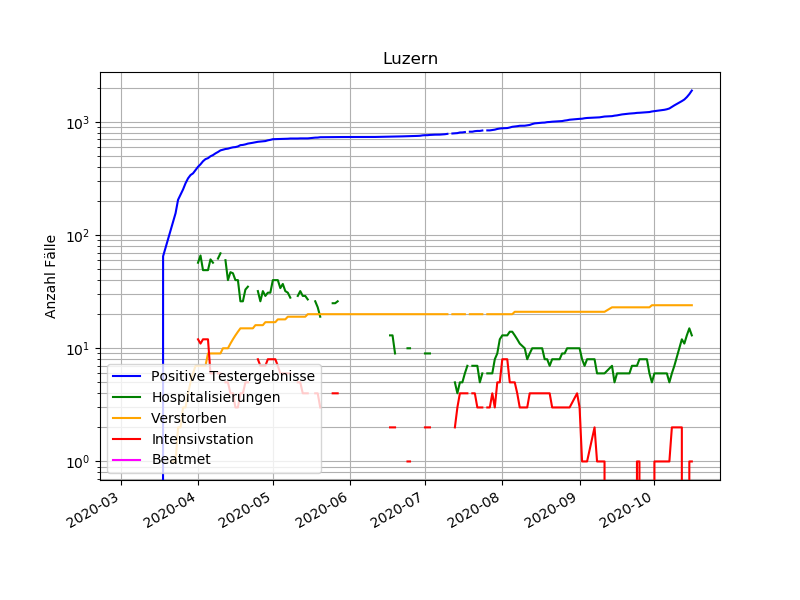 Luzern
Anzahl Fälle
10³
10²
10¹
10⁰
Positive Testergebnisse
Hospitalisierungen
Verstorben
Intensivstation
Beatmet
2020-03
2020-04
2020-05
2020-06
2020-07
2020-08
2020-09
2020-10